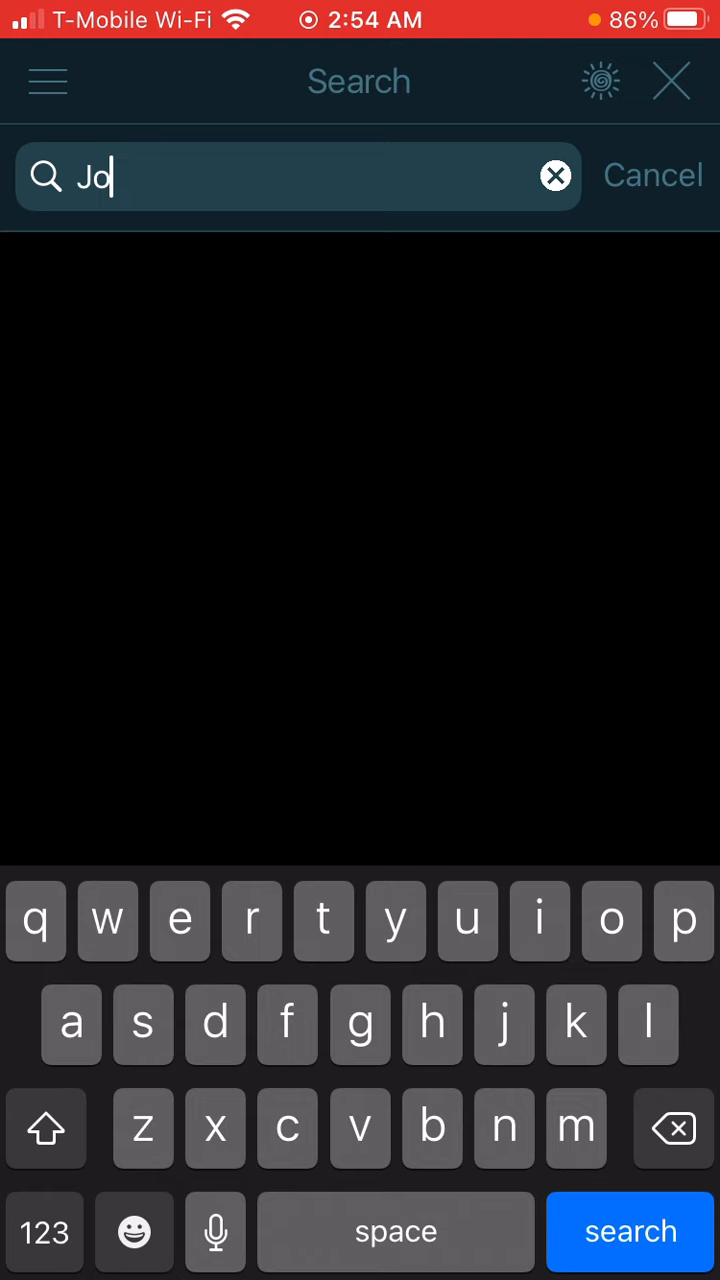 T-Mobile Wi-Fi 2:54 AM 86%
Search
Jo Cancel
q w e r t y u i o p
a s d f g h j k l
z x c v b n m
123 space search